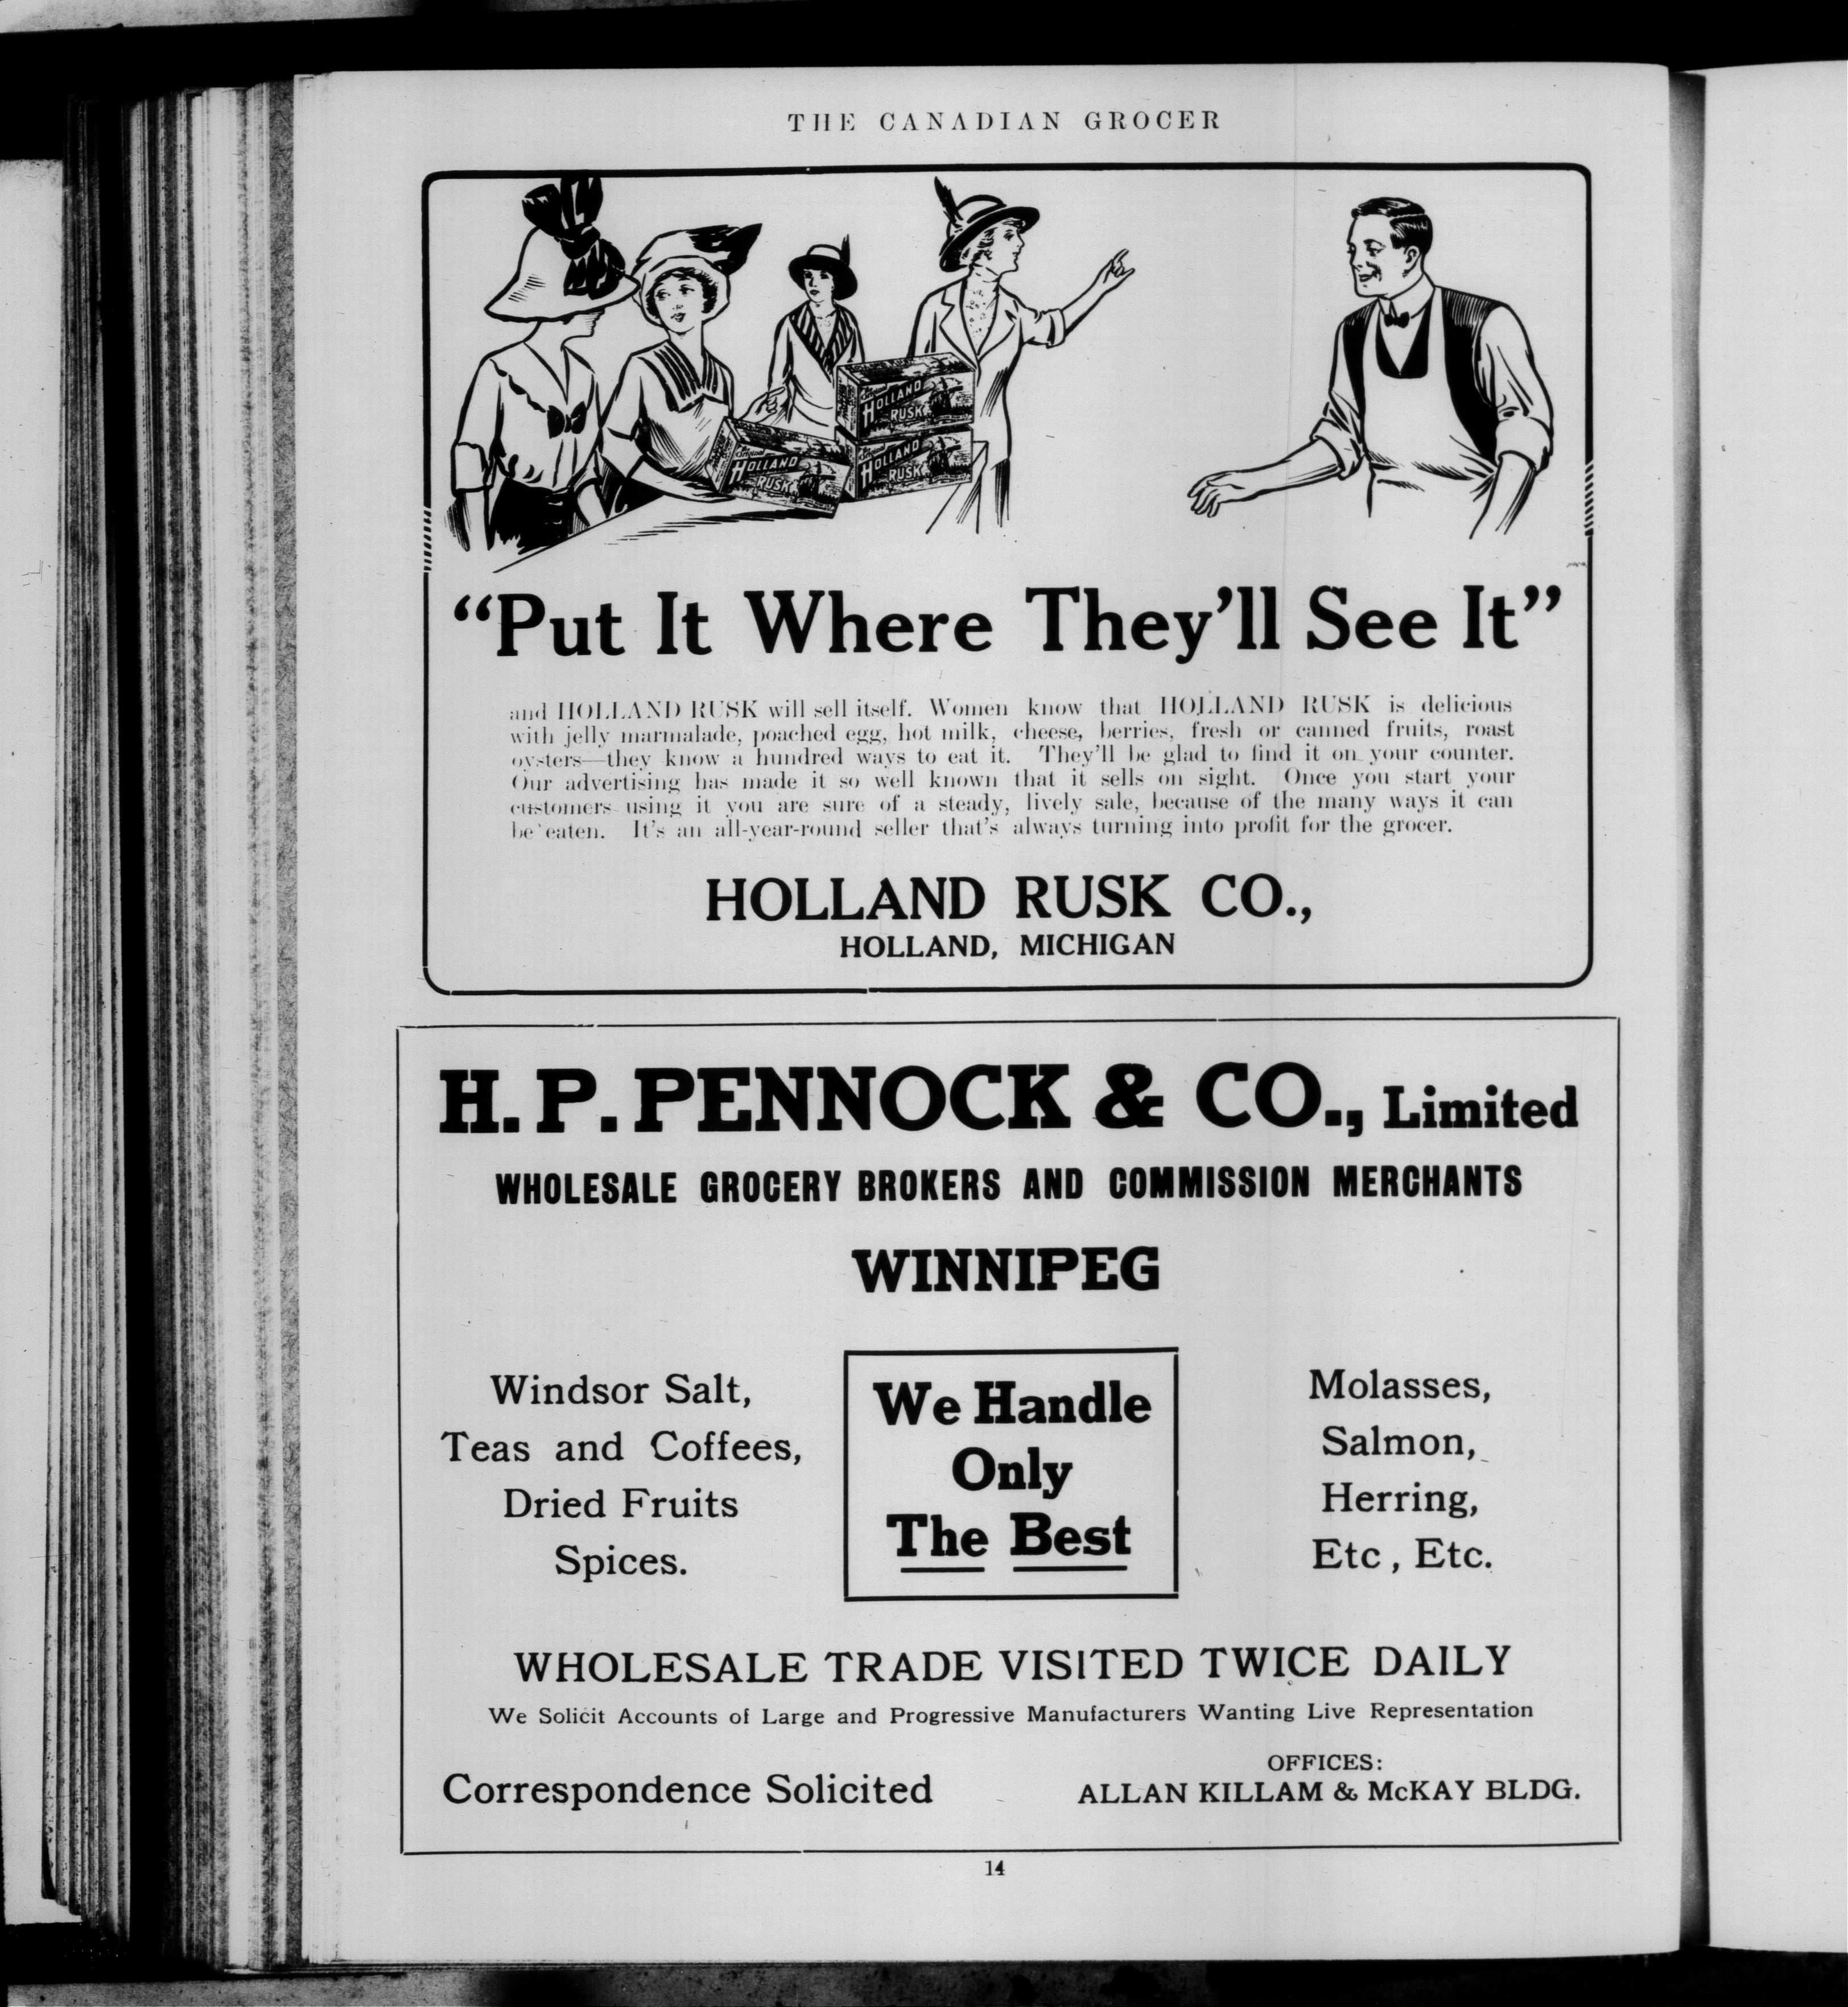 THE CANADIAN GROCER
HOLLAND
RUSK
HOLLAND
RUSK
HOLLAND
RUSK
“Put It Where They’ll See It”
and HOLLAND RUSK will sell itself. Women know that HOLLAND RUSK is delicious
with jelly marmalade, poached egg, hot milk, cheese, berries, fresh or canned fruits, roast
oysters—they know a hundred ways to eat it. They’ll be glad to find it on your counter.
Our advertising has made it so well known that it sells on sight. Once you start your
customers using it you are sure of a steady, lively sale, because of the many ways it can
be eaten. It’s an all-year-round seller that’s always turning into profit for the grocer.
HOLLAND RUSK CO.,
HOLLAND, MICHIGAN
H. P. PENNOCK & CO., Limited
WHOLESALE GROCERY BROKERS AND COMMISSION MERCHANTS
WINNIPEG
Windsor Salt,
Teas and Coffees,
Dried Fruits
Spices.
We Handle
Only
The Best
Molasses,
Salmon,
Herring,
Etc , Etc.
WHOLESALE TRADE VISITED TWICE DAILY
We Solicit Accounts of Large and Progressive Manufacturers Wanting Live Representation
Correspondence Solicited
OFFICES:
ALLAN KILLAM & McKAY BLDG.
14